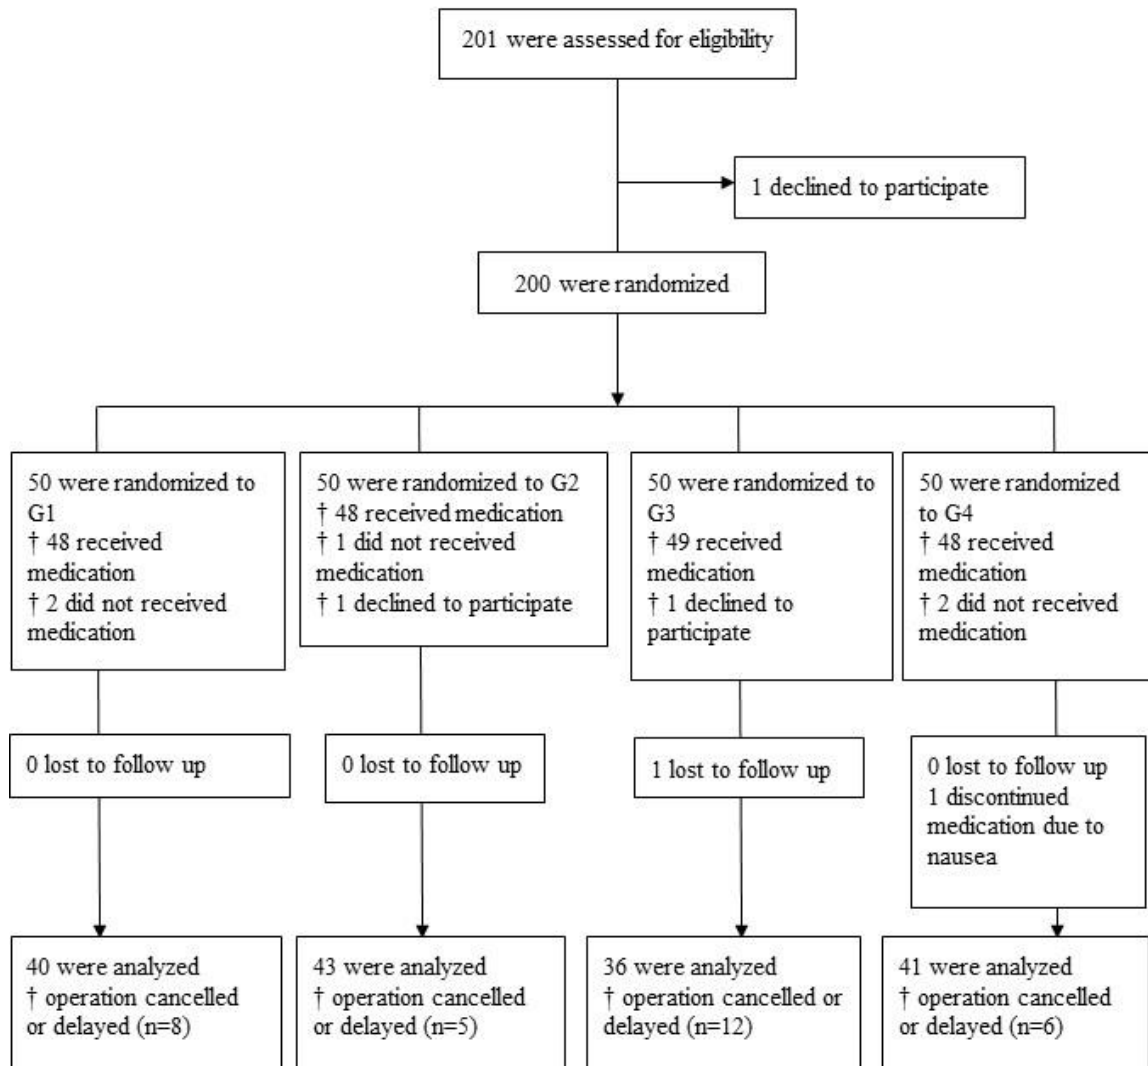 201 were assessed for eligibility
1 declined to participate
200 were randomized
50 were randomized to
G1
† 48 received
medication
† 2 did not received
medication
50 were randomized to G2
† 48 received medication
† 1 did not received
medication
† 1 declined to participate
50 were randomized to
G3
† 49 received
medication
† 1 declined to
participate
50 were randomized
to G4
† 48 received
medication
† 2 did not received
medication
0 lost to follow up
0 lost to follow up
1 lost to follow up
0 lost to follow up
1 discontinued
medication due to
nausea
40 were analyzed
† operation cancelled
or delayed (n=8)
43 were analyzed
† operation cancelled
or delayed (n=5)
36 were analyzed
† operation cancelled or
delayed (n=12)
41 were analyzed
† operation cancelled
or delayed (n=6)